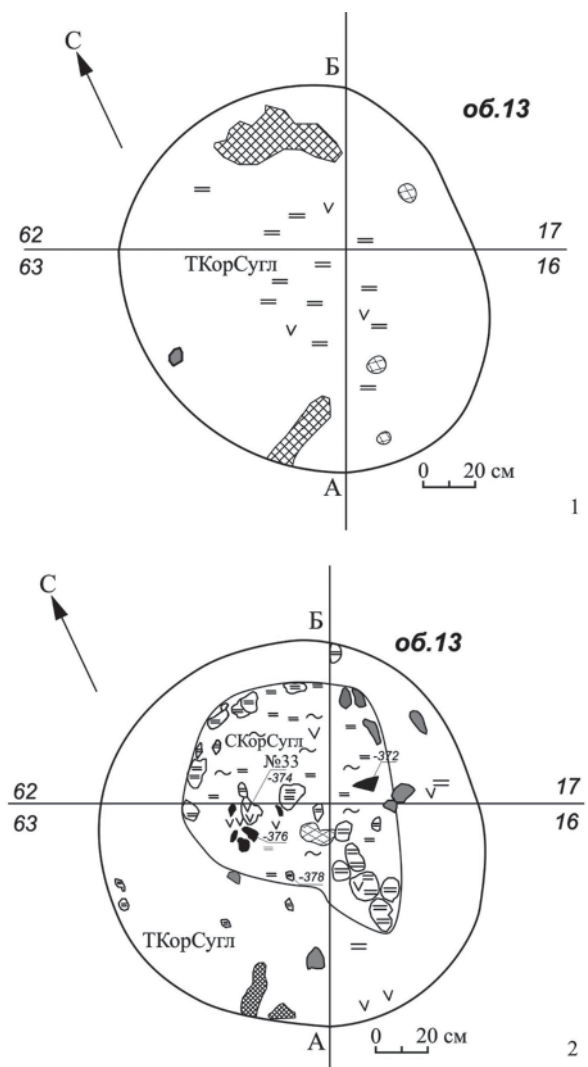 С
Б
об.13
62
17
63
16
ТКорСугл
А
0 20 см
1
С
Б
об.13
СКорСугл
№33
-374
-372
62
17
63
16
-376
-378
ТКорСугл
А
0 20 см
2